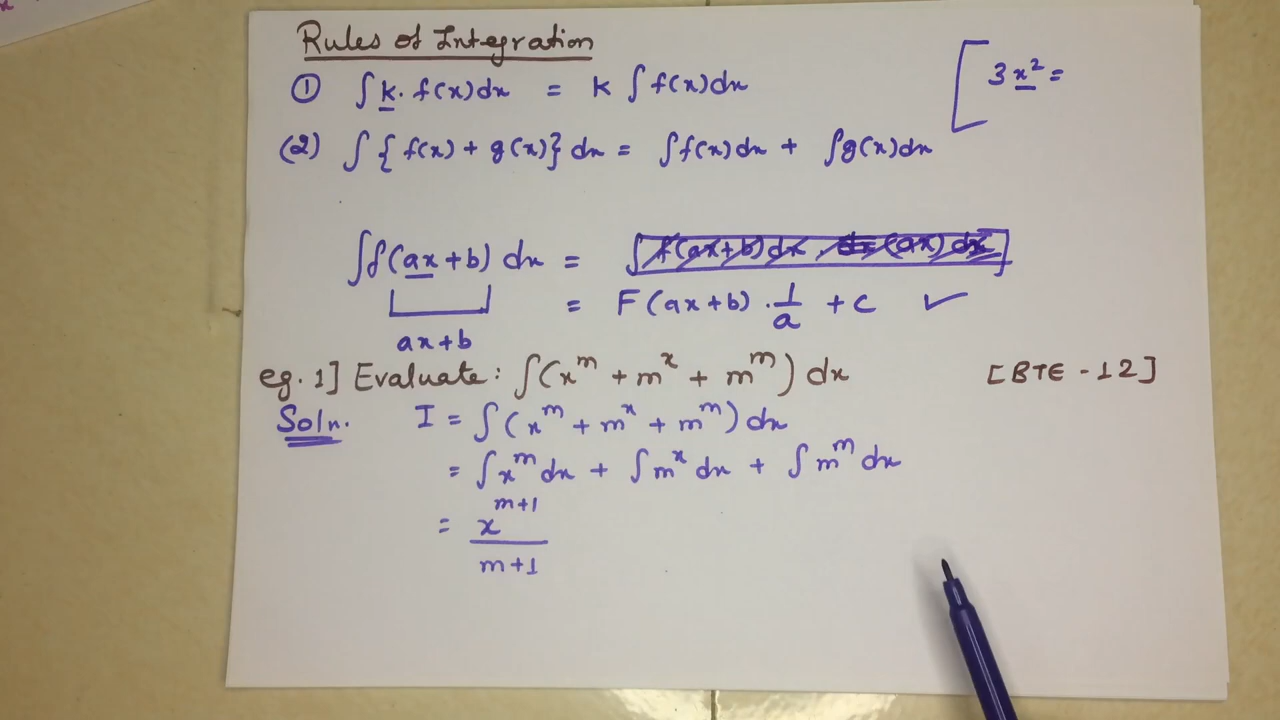 Rules of Integration
① ∫ k. f(x)dx = k ∫ f(x)dx
[ 3x² =
(2) ∫ { f(x) + g(x)} dx = ∫f(x)dx + ∫g(x)dx
∫f(ax+b) dx =
= F(ax+b) . 1/a + c ✓
ax+b
eg. 1] Evaluate: ∫(x^m + m^x + m^m) dx [BTE - 12]
Soln. I = ∫(x^m + m^x + m^m) dx
= ∫x^m dx + ∫m^x dx + ∫m^m dx
= x^(m+1)/(m+1)